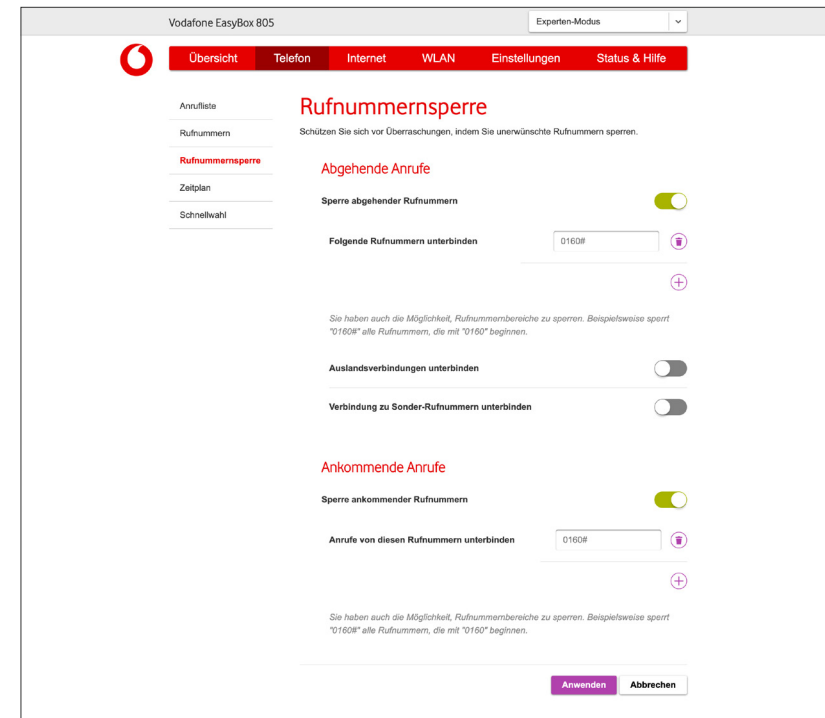 Vodafone EasyBox 805
Experten-Modus
Übersicht Telefon Internet WLAN Einstellungen Status & Hilfe
Anrufliste
Rufnummern
Rufnummernsperre
Zeitplan
Schnellwahl
Rufnummernsperre
Schützen Sie sich vor Überraschungen, indem Sie unerwünschte Rufnummern sperren.
Abgehende Anrufe
Sperre abgehender Rufnummern
Folgende Rufnummern unterbinden 0160#
Sie haben auch die Möglichkeit, Rufnummernbereiche zu sperren. Beispielsweise sperrt
"0160#" alle Rufnummern, die mit "0160" beginnen.
Auslandsverbindungen unterbinden
Verbindung zu Sonder-Rufnummern unterbinden
Ankommende Anrufe
Sperre ankommender Rufnummern
Anrufe von diesen Rufnummern unterbinden 0160#
Sie haben auch die Möglichkeit, Rufnummernbereiche zu sperren. Beispielsweise sperrt
"0160#" alle Rufnummern, die mit "0160" beginnen.
Anwenden Abbrechen